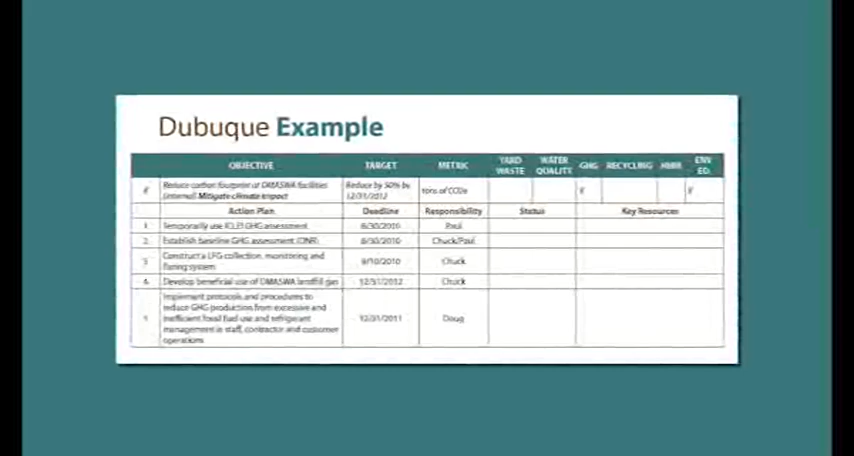 Dubuque Example
OBJECTIVE TARGET METRIC YARD WASTE WATER QUALITY GHG RECYCLING HHM ENV ED.
Reduce carbon footprint of DMASWA facilities Reduce by 50% by tons of CO2e
(internal) Mitigate climate impact 12/31/2012
Action Plan Deadline Responsibility Status Key Resources
1 Temporally use ICLEI GHG assessment 6/30/2010 Paul
2 Establish baseline GHG assessment (DNR) 6/30/2010 Chuck/Paul
3 Construct a LFG collection, monitoring and 9/10/2010 Chuck
flaring system
4 Develop beneficial use of DMASWA landfill gas 12/31/2012 Chuck
5 Implement protocols and procedures to
reduce GHG production from excessive and
inefficient fossil fuel use and refrigerant 12/31/2011 Doug
management in staff, contractor and customer
operations